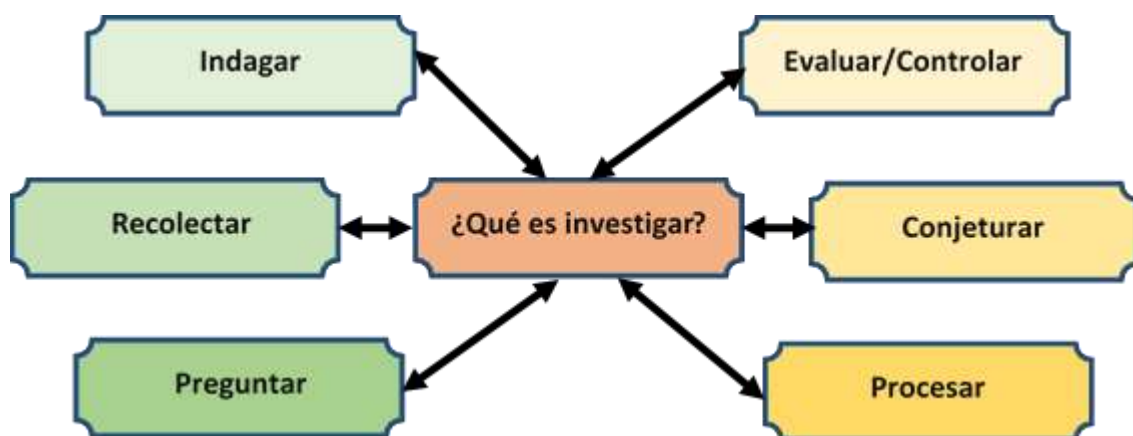 Indagar
Evaluar/Controlar
Recolectar
¿Qué es investigar?
Conjeturar
Preguntar
Procesar